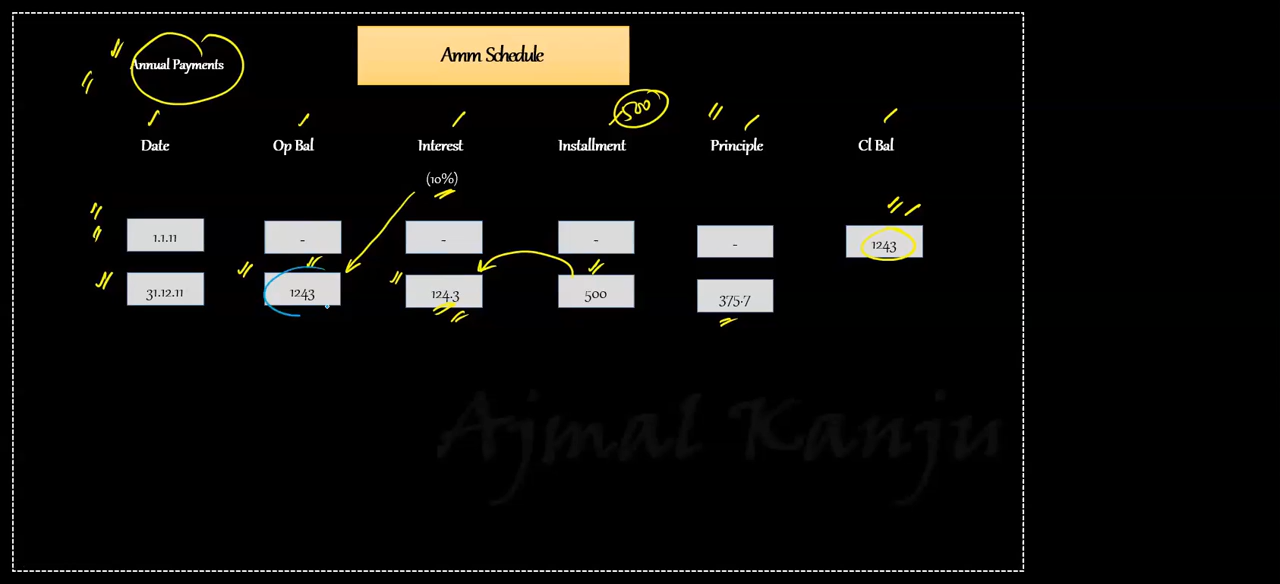 Amm Schedule
Annual Payments
500
Date Op Bal Interest Installment Principle Cl Bal
(10%)
1.1.11 - - - - 1243
31.12.11 1243 124.3 500 375.7
Ajmal Kanju